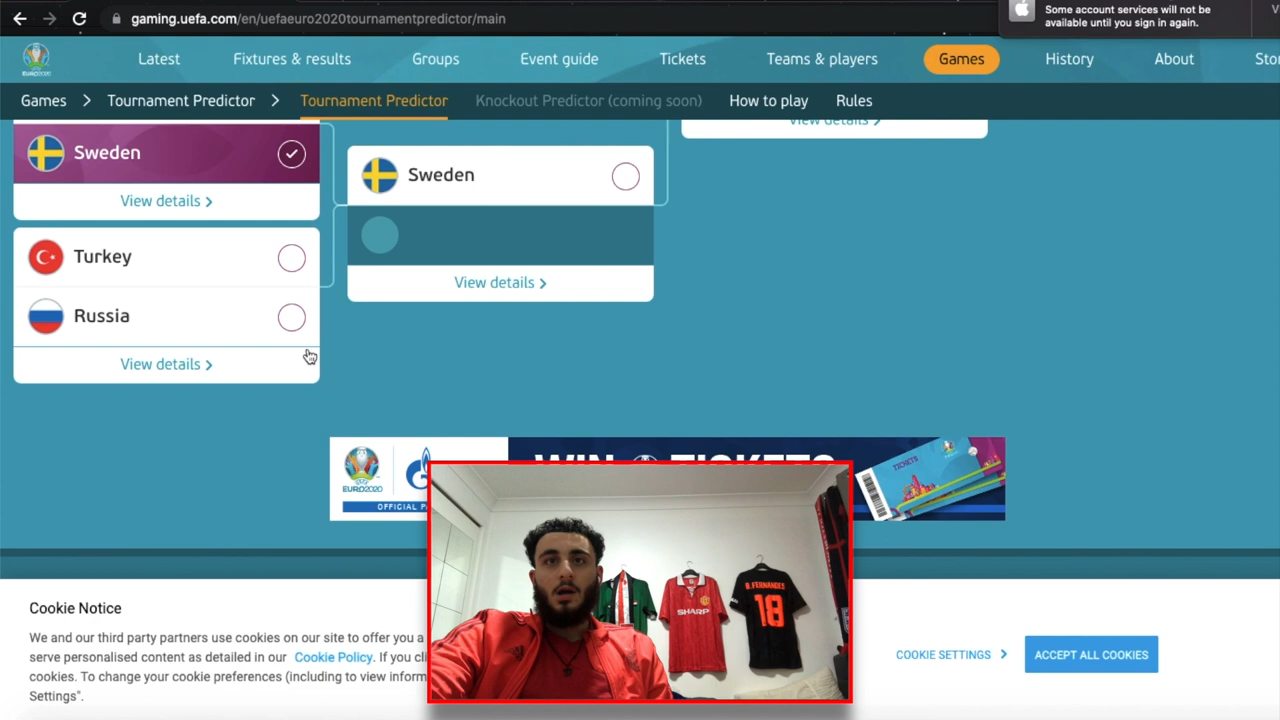 gaming.uefa.com/en/uefaeuro2020tournamentpredictor/main
Some account services will not be
available until you sign in again.
EURO2020
Latest
Fixtures & results
Groups
Event guide
Tickets
Teams & players
Games
History
About
Games
Tournament Predictor
Tournament Predictor
Knockout Predictor (coming soon)
How to play
Rules
View details
Sweden
View details
Sweden
View details
Turkey
Russia
View details
EURO2020
OFFICIAL
WIN TICKETS
TICKETS
SHARP
B.FERNANDES
18
Cookie Notice
We and our third party partners use cookies on our site to offer you a
serve personalised content as detailed in our Cookie Policy. If you
cookies. To change your cookie preferences (including to view
Settings".
COOKIE SETTINGS
ACCEPT ALL COOKIES